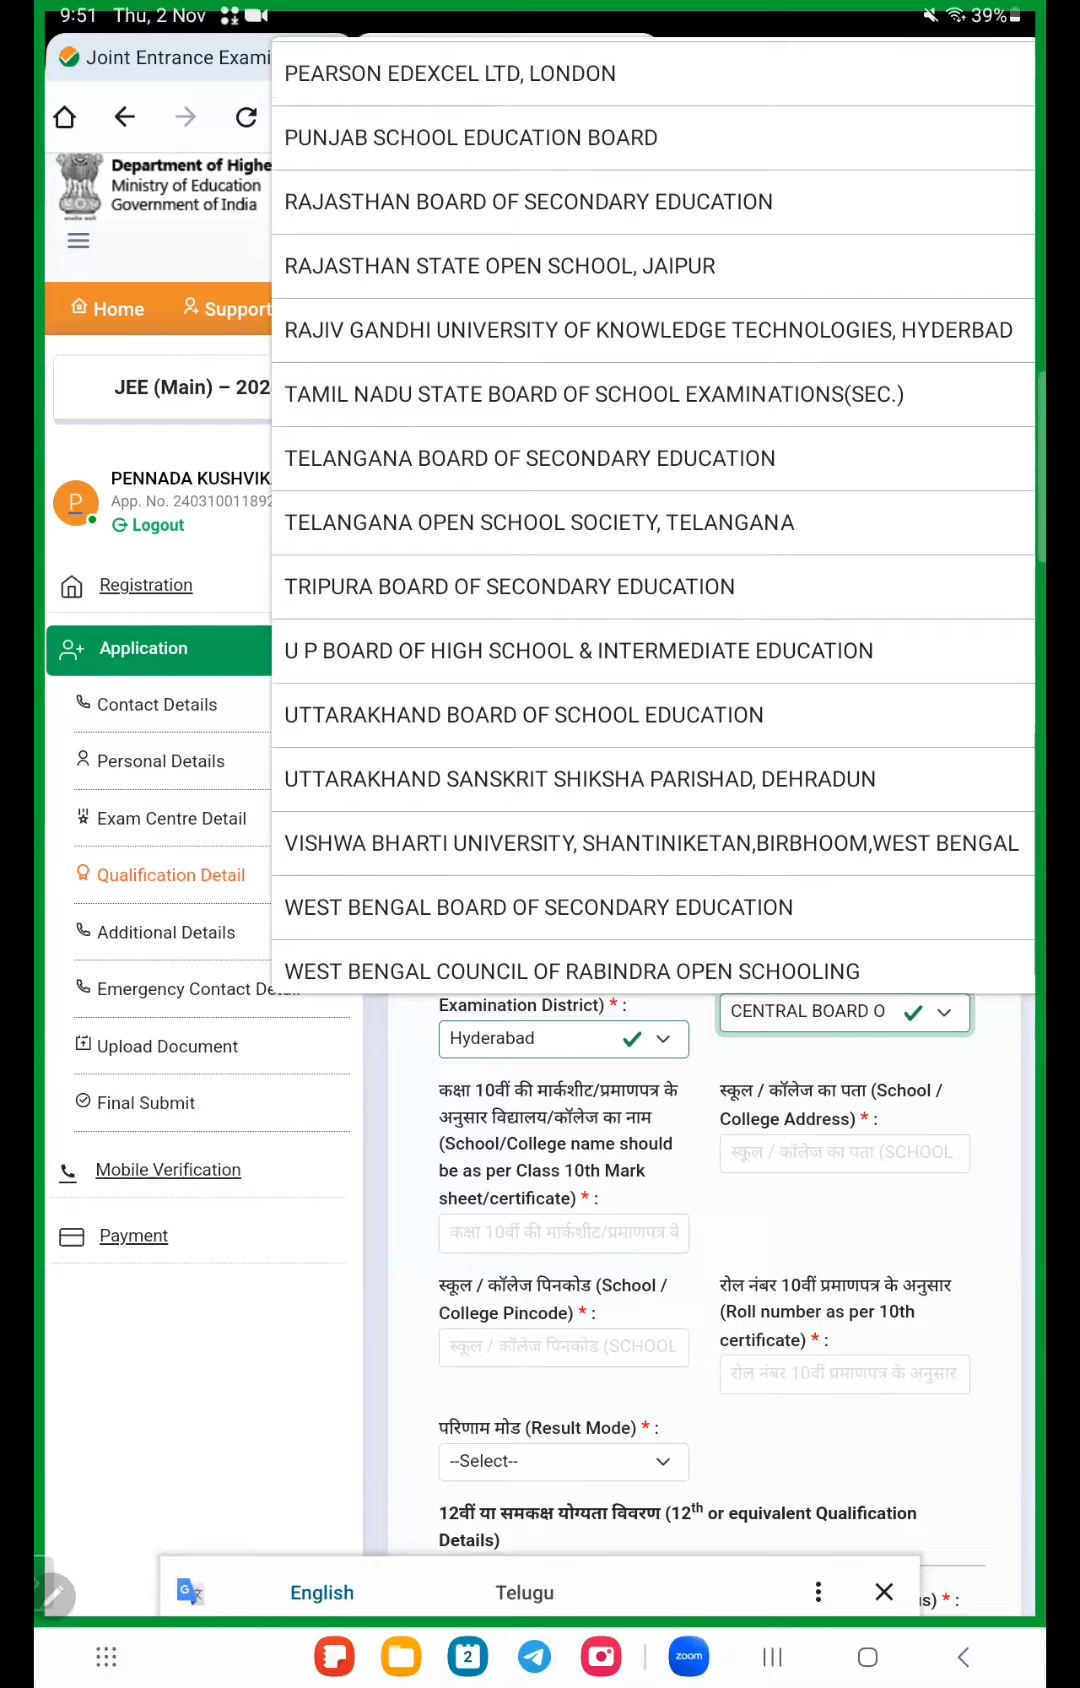 9:51 Thu, 2 Nov
39%
Joint Entrance Exami
Department of Highe
Ministry of Education
Government of India
Home
Support
JEE (Main) – 202
PENNADA KUSHVIK
App. No. 24031001189
Logout
Registration
Application
Contact Details
Personal Details
Exam Centre Detail
Qualification Detail
Additional Details
Emergency Contact De
Upload Document
Final Submit
Mobile Verification
Payment
PEARSON EDEXCEL LTD, LONDON
PUNJAB SCHOOL EDUCATION BOARD
RAJASTHAN BOARD OF SECONDARY EDUCATION
RAJASTHAN STATE OPEN SCHOOL, JAIPUR
RAJIV GANDHI UNIVERSITY OF KNOWLEDGE TECHNOLOGIES, HYDERBAD
TAMIL NADU STATE BOARD OF SCHOOL EXAMINATIONS(SEC.)
TELANGANA BOARD OF SECONDARY EDUCATION
TELANGANA OPEN SCHOOL SOCIETY, TELANGANA
TRIPURA BOARD OF SECONDARY EDUCATION
U P BOARD OF HIGH SCHOOL & INTERMEDIATE EDUCATION
UTTARAKHAND BOARD OF SCHOOL EDUCATION
UTTARAKHAND SANSKRIT SHIKSHA PARISHAD, DEHRADUN
VISHWA BHARTI UNIVERSITY, SHANTINIKETAN,BIRBHOOM,WEST BENGAL
WEST BENGAL BOARD OF SECONDARY EDUCATION
WEST BENGAL COUNCIL OF RABINDRA OPEN SCHOOLING
Examination District) * :
Hyderabad
CENTRAL BOARD O
कक्षा 10वीं की मार्कशीट/प्रमाणपत्र के
अनुसार विद्यालय/कॉलेज का नाम
(School/College name should
be as per Class 10th Mark
sheet/certificate) * :
कक्षा 10वीं की मार्कशीट/प्रमाणपत्र के
स्कूल / कॉलेज का पता (School /
College Address) * :
स्कूल / कॉलेज का पता (SCHOOL
स्कूल / कॉलेज पिनकोड (School /
College Pincode) * :
स्कूल / कॉलेज पिनकोड (SCHOOL
रोल नंबर 10वीं प्रमाणपत्र के अनुसार
(Roll number as per 10th
certificate) * :
रोल नंबर 10वीं प्रमाणपत्र के अनुसार
परिणाम मोड (Result Mode) * :
--Select--
12वीं या समकक्ष योग्यता विवरण (12th or equivalent Qualification
Details)
English
Telugu
s) * :
2
zoom